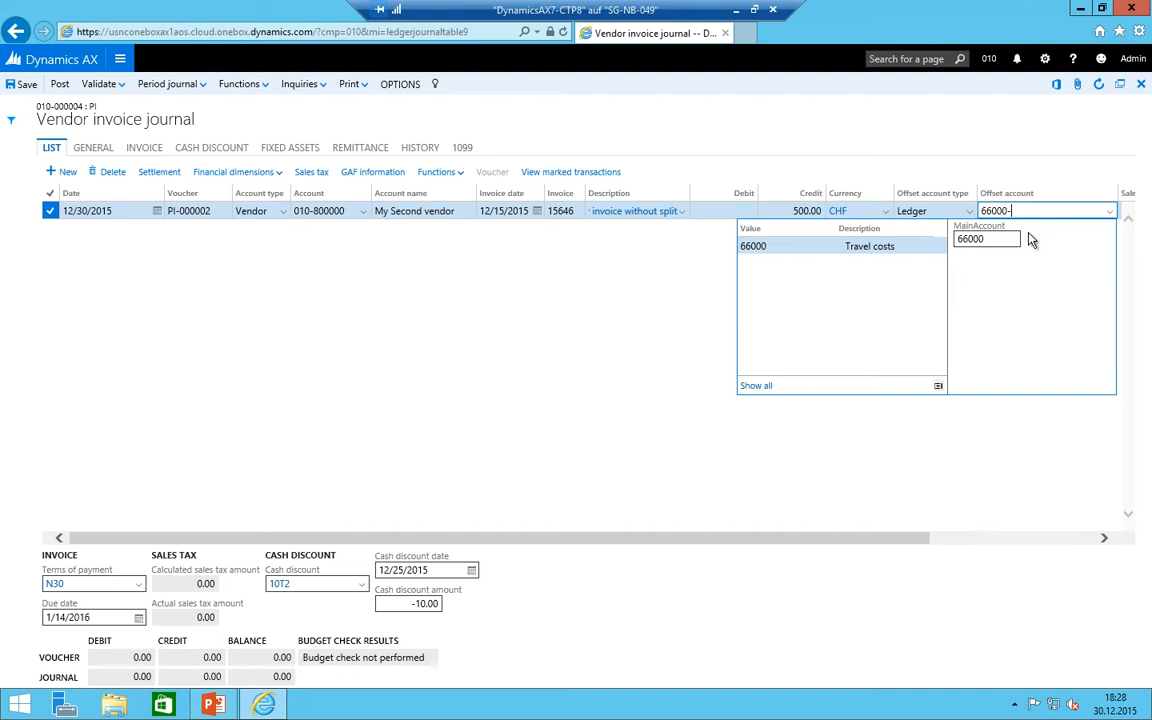 "DynamicsAX7-CTP8" auf "SG-NB-049"
https://usnconeboxax1aos.cloud.onebox.dynamics.com/?cmp=010&mi=ledgerjournaltable9
Vendor invoice journal -- D...
Dynamics AX
Search for a page
010
Admin
Save Post Validate Period journal Functions Inquiries Print OPTIONS
010-000004 : PI
Vendor invoice journal
LIST GENERAL INVOICE CASH DISCOUNT FIXED ASSETS REMITTANCE HISTORY 1099
New Delete Settlement Financial dimensions Sales tax GAF information Functions Voucher View marked transactions
Date Voucher Account type Account Account name Invoice date Invoice Description Debit Credit Currency Offset account type Offset account Sale
12/30/2015 PI-000002 Vendor 010-800000 My Second vendor 12/15/2015 15646 invoice without split 500.00 CHF Ledger 66000-
Value Description MainAccount
66000 Travel costs 66000
Show all
INVOICE SALES TAX CASH DISCOUNT Cash discount date
Terms of payment Calculated sales tax amount Cash discount 12/25/2015
N30 0.00 10T2 Cash discount amount
Due date Actual sales tax amount -10.00
1/14/2016 0.00
DEBIT CREDIT BALANCE BUDGET CHECK RESULTS
VOUCHER 0.00 0.00 0.00 Budget check not performed
JOURNAL 0.00 0.00 0.00
18:28
30.12.2015